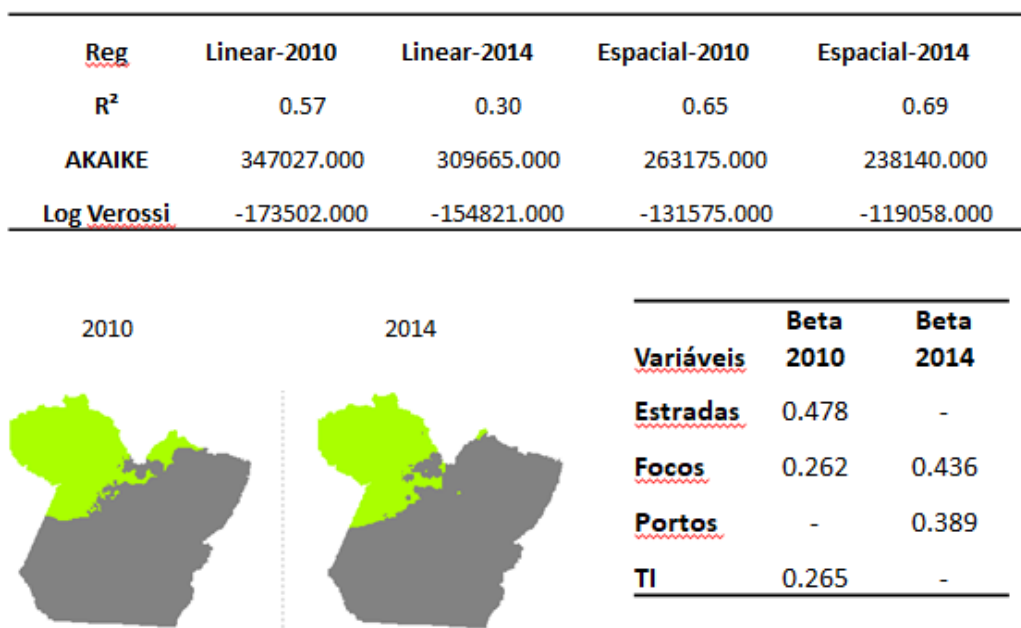 Reg Linear-2010 Linear-2014 Espacial-2010 Espacial-2014
R² 0.57 0.30 0.65 0.69
AKAIKE 347027.000 309665.000 263175.000 238140.000
Log Verossi -173502.000 -154821.000 -131575.000 -119058.000
2010 2014
Beta Beta
Variáveis 2010 2014
Estradas 0.478 -
Focos 0.262 0.436
Portos - 0.389
TI 0.265 -